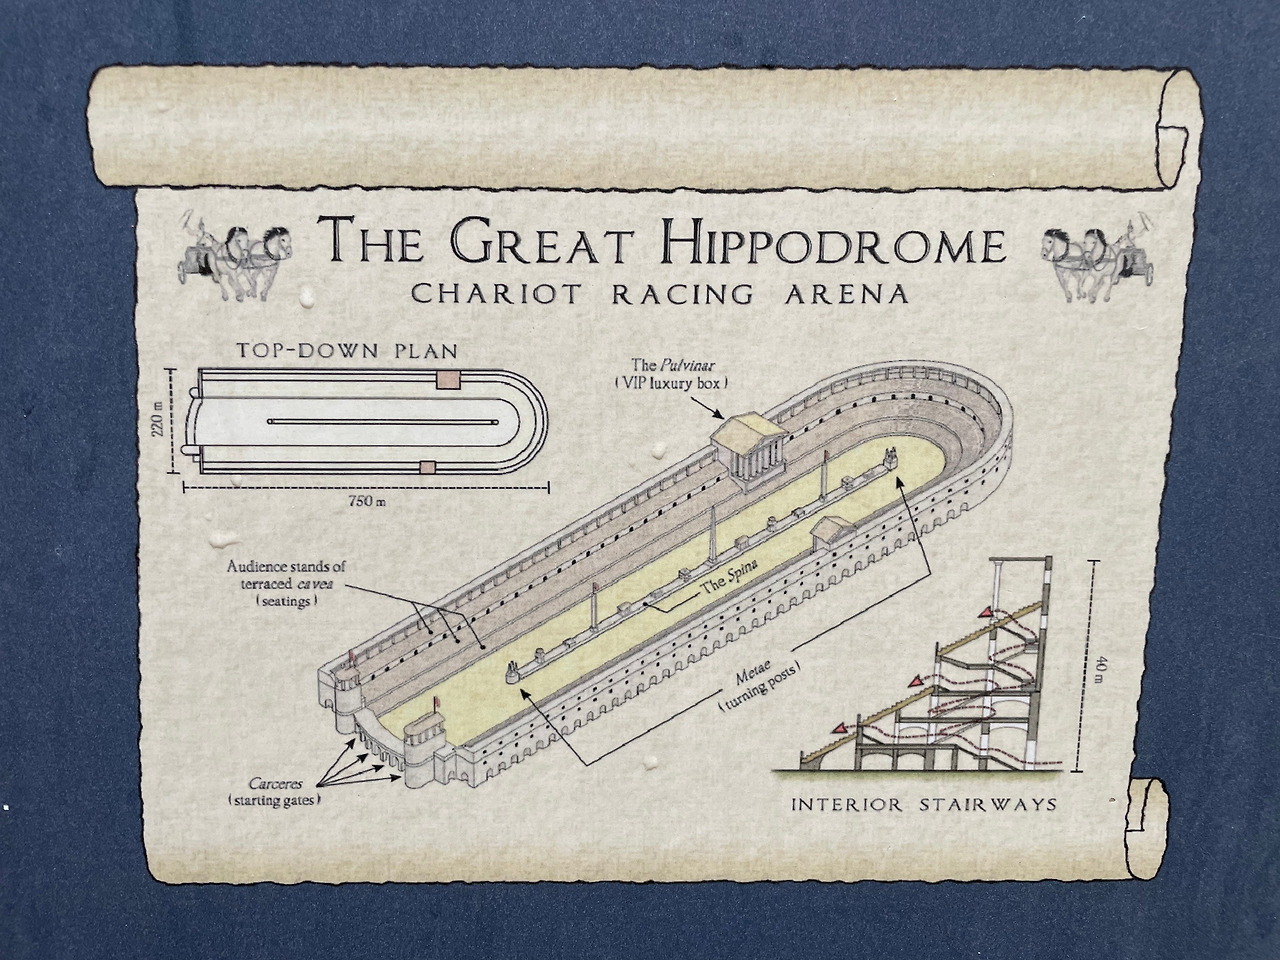 THE GREAT HIPPODROME
CHARIOT RACING ARENA
TOP-DOWN PLAN
220 m
750 m
The Pulvinar
(VIP luxury box)
Audience stands of
terraced cavea
(seatings)
The Spina
Metae
(turning posts)
Carceres
(starting gates)
40 m
INTERIOR STAIRWAYS